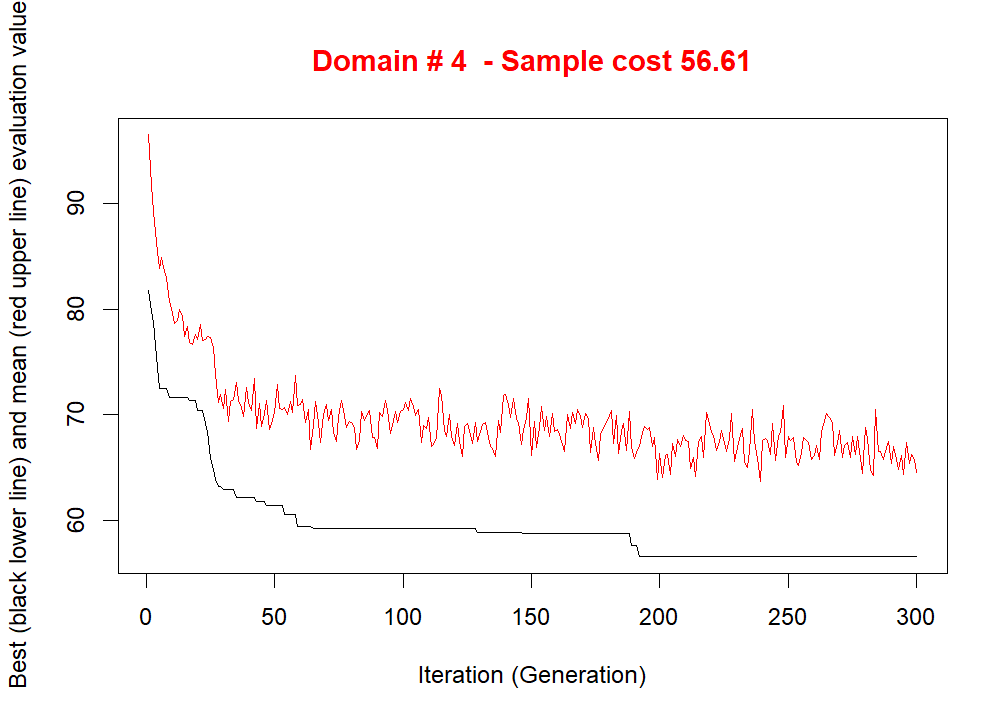 Domain # 4  - Sample cost 56.61
Best (black lower line) and mean (red upper line) evaluation value
90
80
70
60
0 50 100 150 200 250 300
Iteration (Generation)